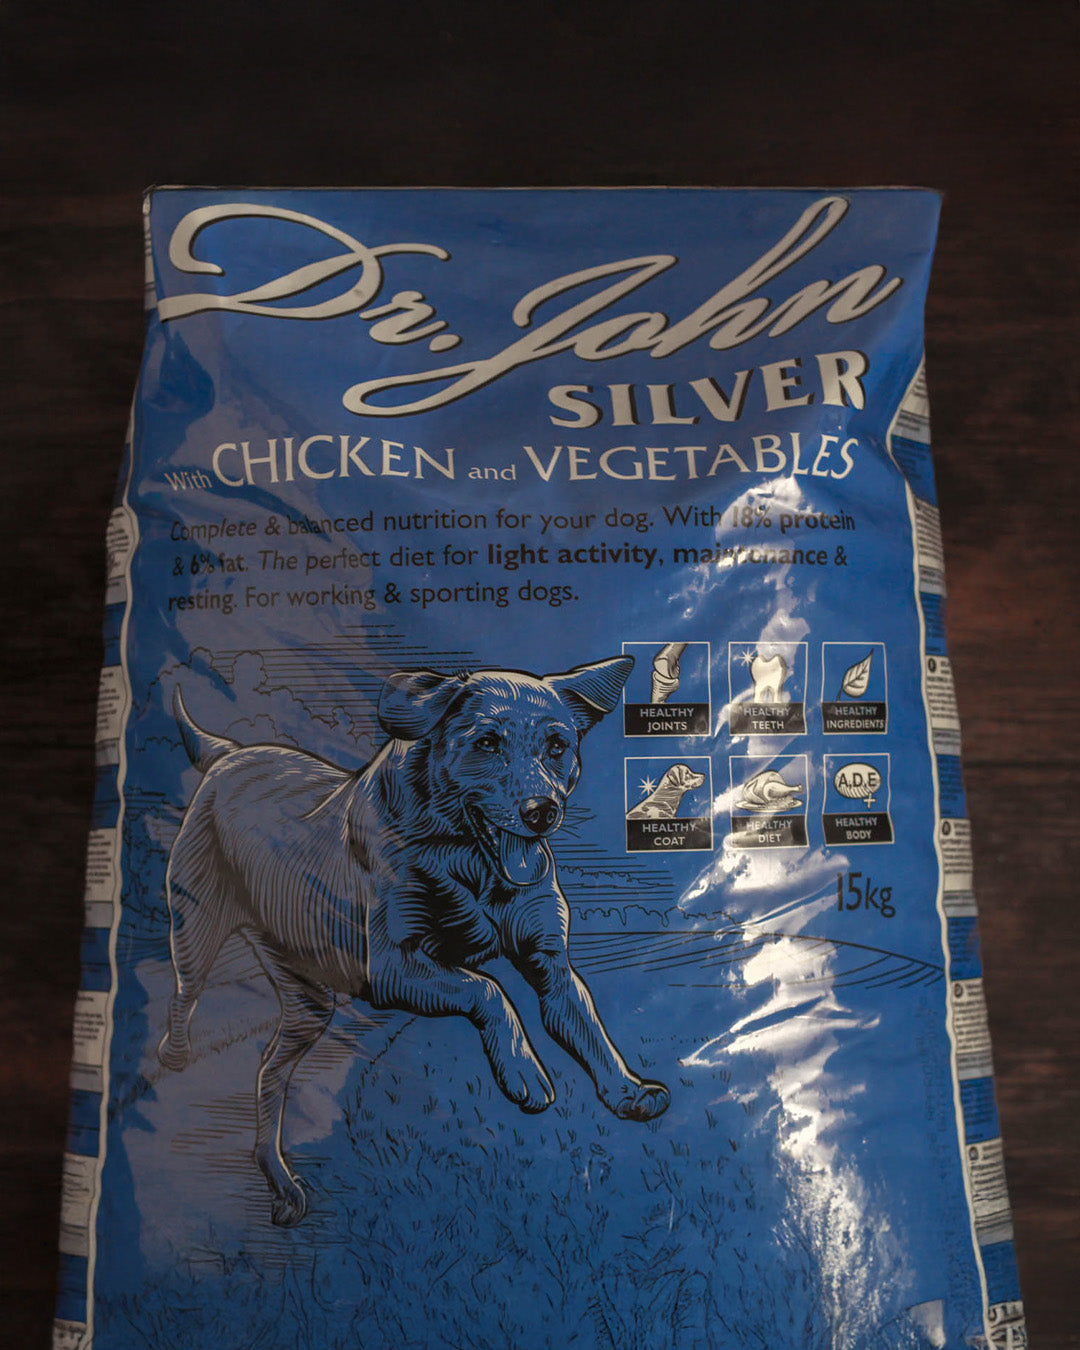 Dr. John
SILVER
With CHICKEN and VEGETABLES
Complete & balanced nutrition for your dog. With 18% protein
& 6% fat. The perfect diet for light activity, maintenance &
resting. For working & sporting dogs.
HEALTHY
JOINTS
HEALTHY
TEETH
HEALTHY
INGREDIENTS
HEALTHY
COAT
HEALTHY
DIET
A.D.E
+
HEALTHY
BODY
15kg